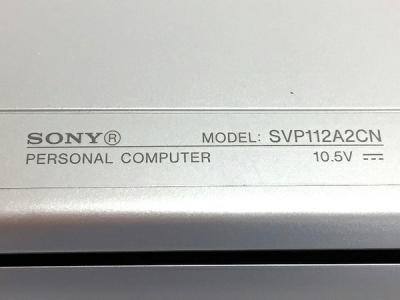 SONY® MODEL: SVP112A2CN
PERSONAL COMPUTER 10.5V ⎓